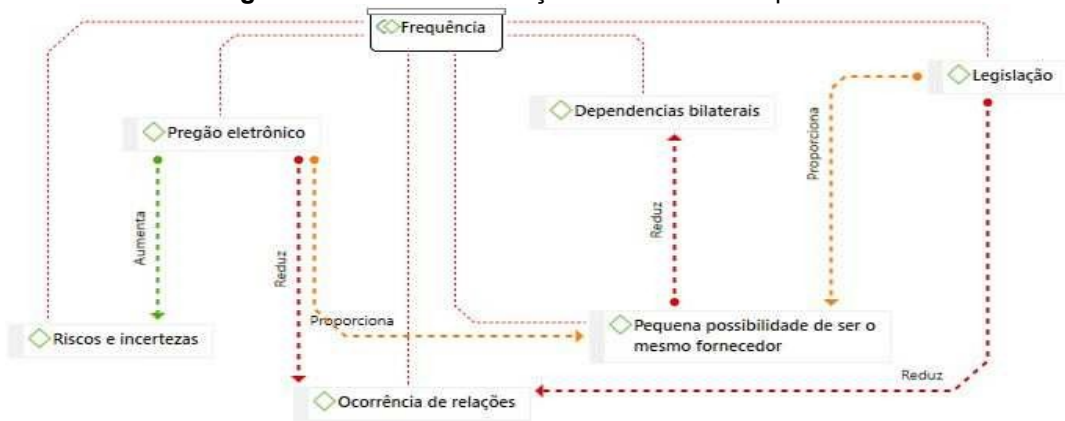 Frequência
Legislação
Dependencias bilaterais
Pregão eletrônico
Proporciona
Aumenta
Reduz
Reduz
Proporciona
Pequena possibilidade de ser o
mesmo fornecedor
Riscos e incertezas
Reduz
Ocorrência de relações